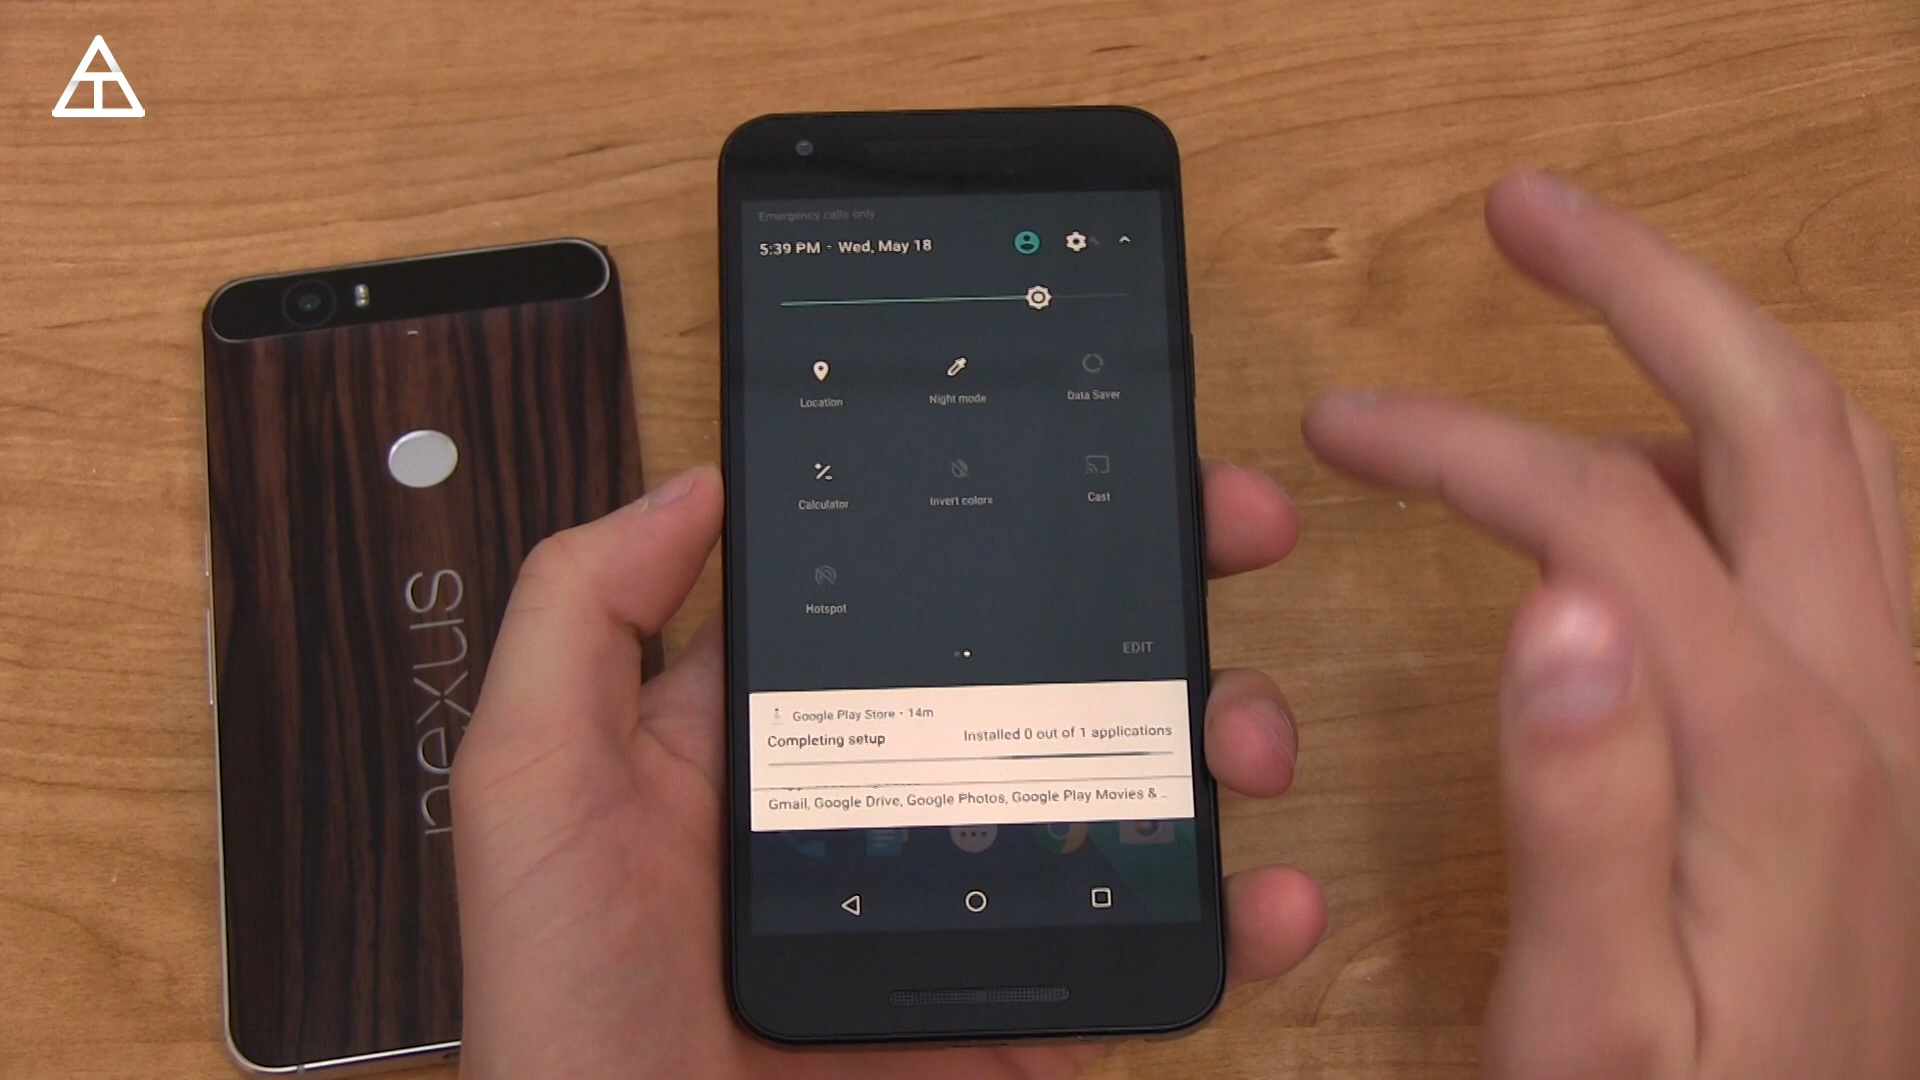 Emergency calls only
5:39 PM - Wed, May 18
Location
Night mode
Data Saver
Calculator
Invert colors
Cast
Hotspot
EDIT
Google Play Store · 14m
Completing setup
Installed 0 out of 1 applications
Gmail, Google Drive, Google Photos, Google Play Movies & ..
nexus